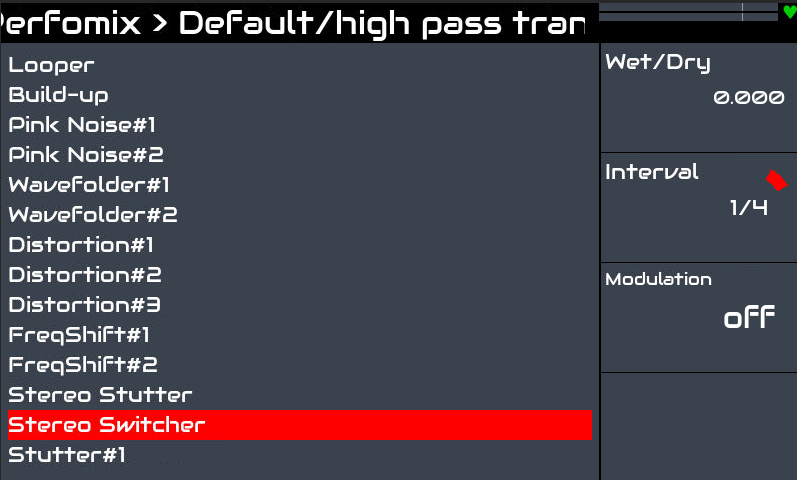 erfomix > Default/high pass tran
Looper
Build-up
Pink Noise#1
Pink Noise#2
Wavefolder#1
Wavefolder#2
Distortion#1
Distortion#2
Distortion#3
FreqShift#1
FreqShift#2
Stereo Stutter
Stereo Switcher
Stutter#1
Wet/Dry
0.000
Interval
1/4
Modulation
off